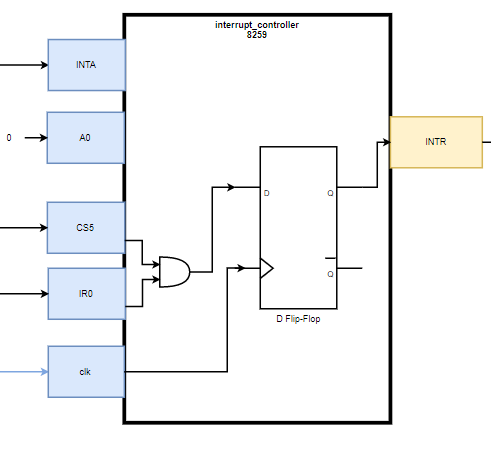 interrupt_controller
8259
INTA
0
A0
INTR
D
Q
CS5
Q
IR0
D Flip-Flop
clk